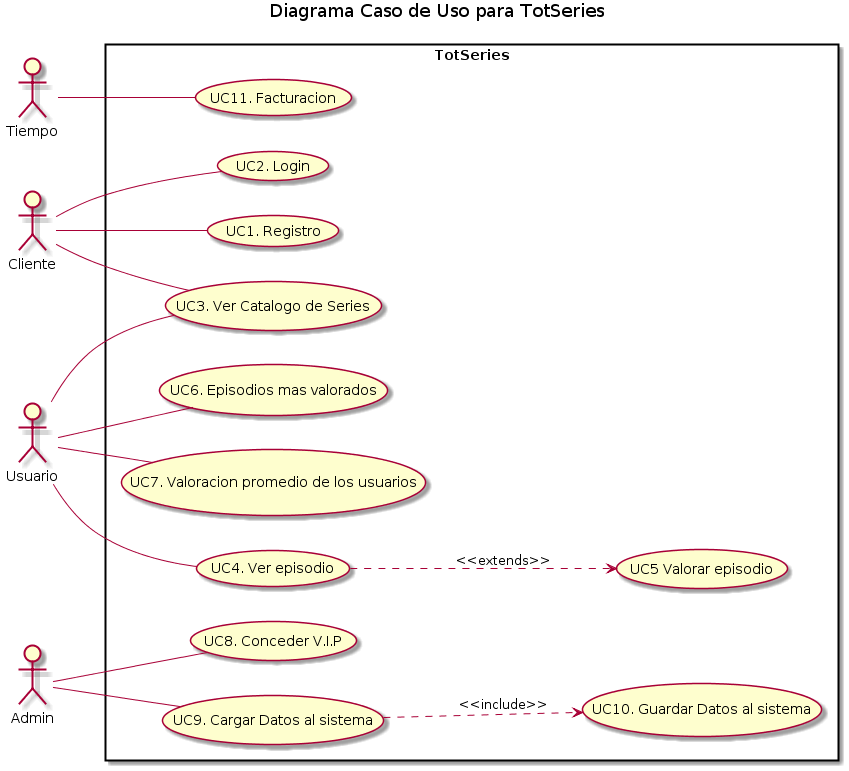 Diagrama Caso de Uso para TotSeries
TotSeries
UC11. Facturacion
Tiempo
UC2. Login
UC1. Registro
Cliente
UC3. Ver Catalogo de Series
UC6. Episodios mas valorados
Usuario
UC7. Valoracion promedio de los usuarios
<<extends>>
UC4. Ver episodio
UC5 Valorar episodio
UC8. Conceder V.I.P
<<include>>
Admin
UC9. Cargar Datos al sistema
UC10. Guardar Datos al sistema